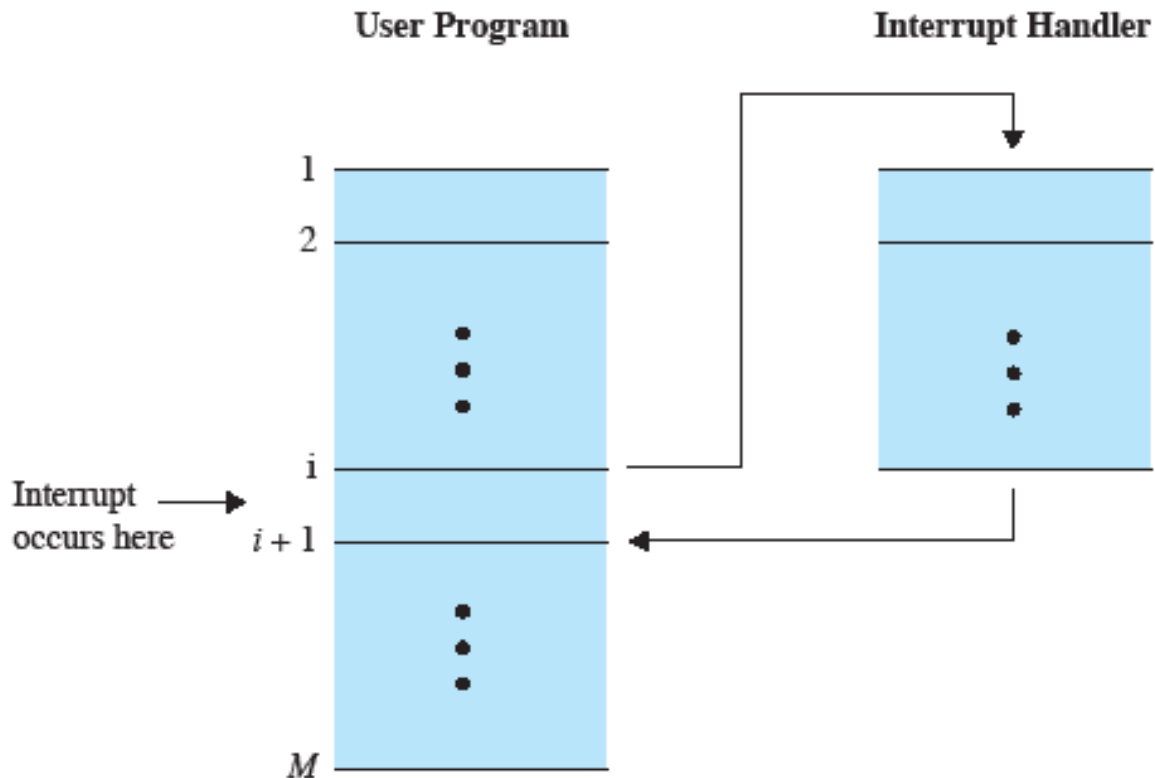 User Program
Interrupt Handler
1
2
i
Interrupt
occurs here
i + 1
M